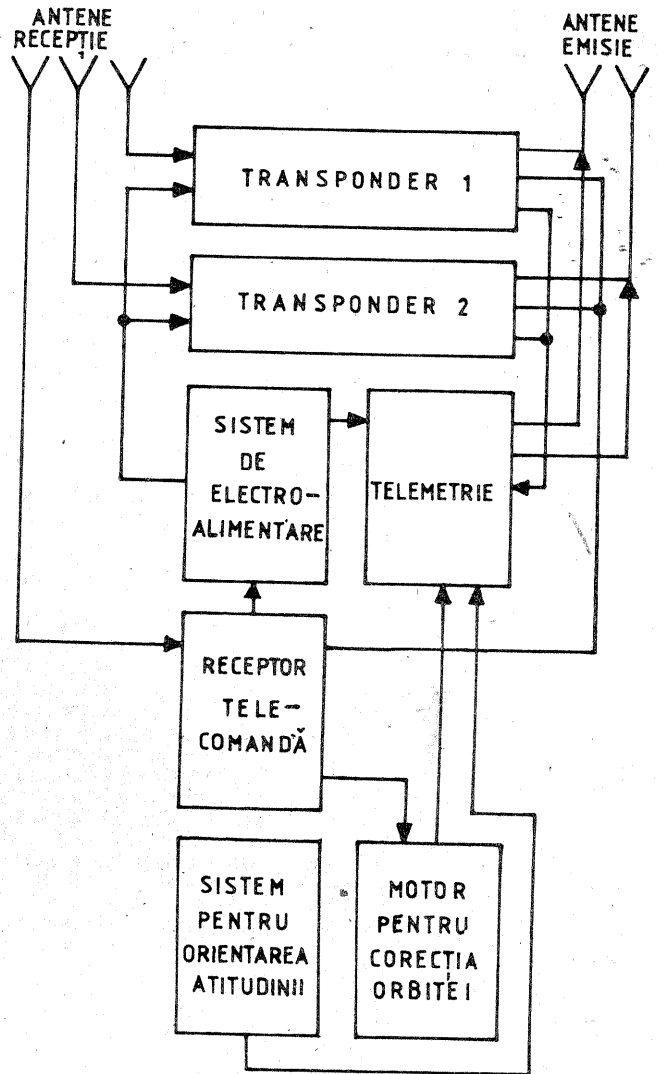 ANTENE
RECEPȚIE
ANTENE
EMISIE
TRANSPONDER 1
TRANSPONDER 2
SISTEM
DE
ELECTRO-
ALIMENTARE
TELEMETRIE
RECEPTOR
TELE-
COMANDĂ
SISTEM
PENTRU
ORIENTAREA
ATITUDINII
MOTOR
PENTRU
CORECȚIA
ORBITEI